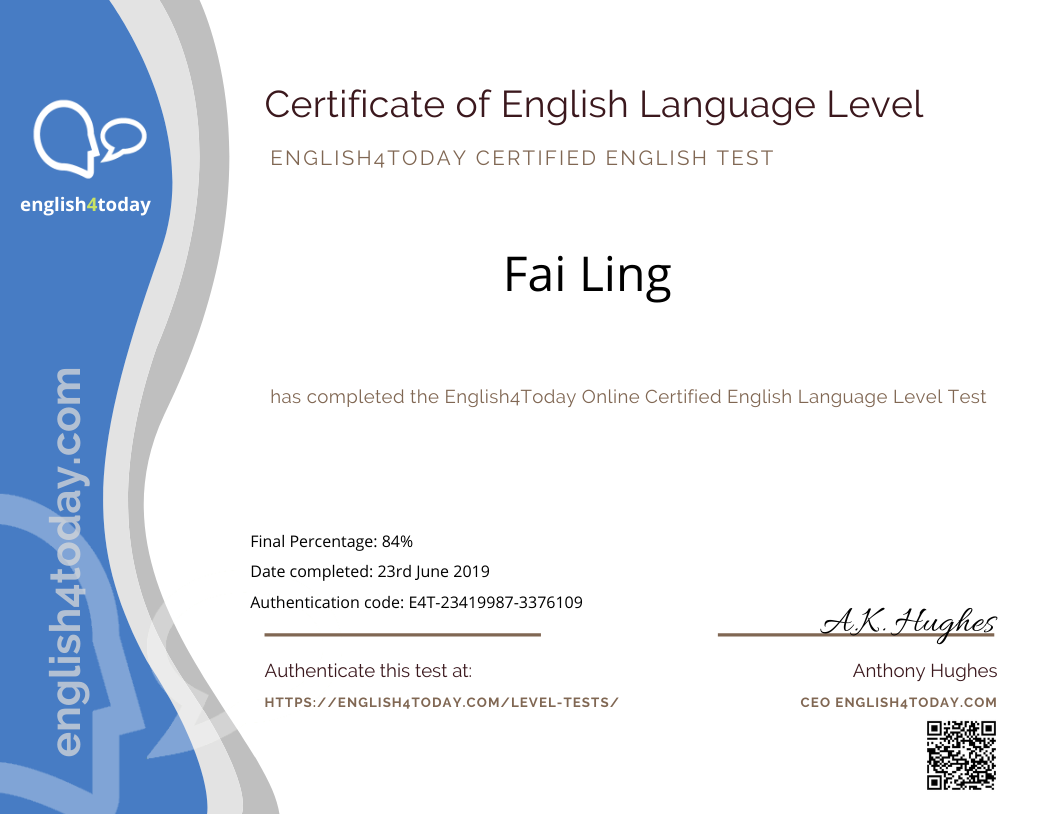 Certificate of English Language Level
ENGLISH4TODAY CERTIFIED ENGLISH TEST
english4today
Fai Ling
has completed the English4Today Online Certified English Language Level Test
english4today.com
Final Percentage: 84%
Date completed: 23rd June 2019
Authentication code: E4T-23419987-3376109
A.K. Hughes
Authenticate this test at:
Anthony Hughes
HTTPS://ENGLISH4TODAY.COM/LEVEL-TESTS/
CEO ENGLISH4TODAY.COM